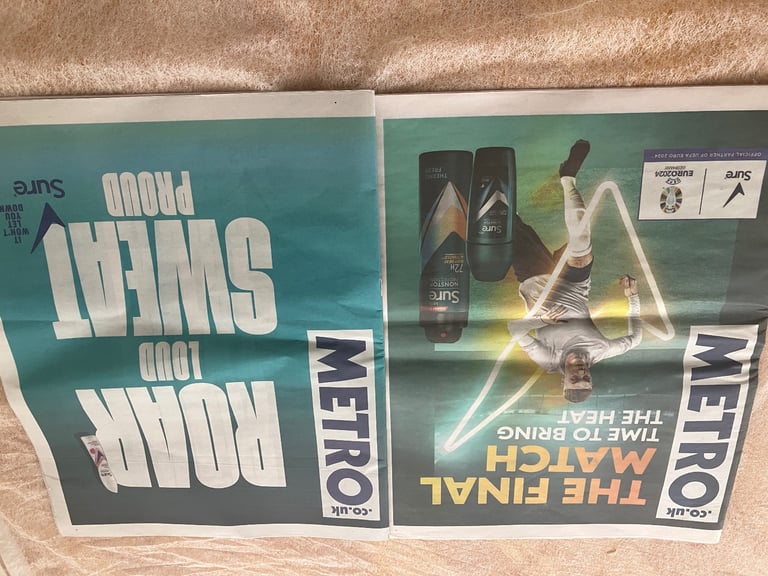 METRO
.co.uk
THE FINAL
MATCH
TIME TO BRING
THE HEAT
Sure
NONSTOP
72H
Sure
Sure
EURO2024
GERMANY
OFFICIAL PARTNER OF UEFA EURO 2024
METRO
.co.uk
ROAR
LOUD
SWEAT
PROUD
IT
WON'T
LET
YOU
DOWN
Sure